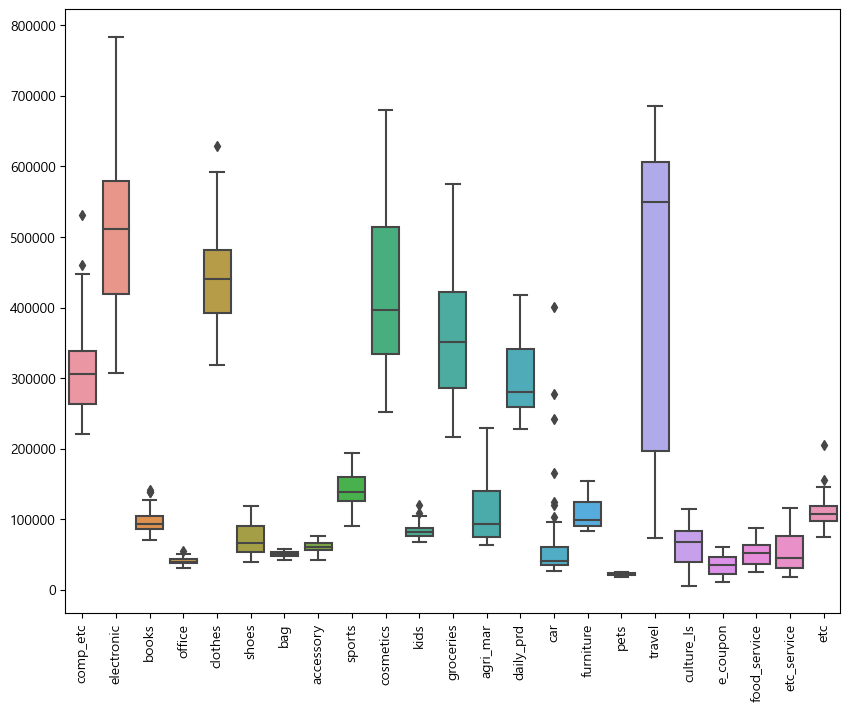 800000
700000
600000
500000
400000
300000
200000
100000
0
comp_etc
electronic
books
office
clothes
shoes
bag
accessory
sports
cosmetics
kids
groceries
agri_mar
daily_prd
car
furniture
pets
travel
culture_ls
e_coupon
food_service
etc_service
etc